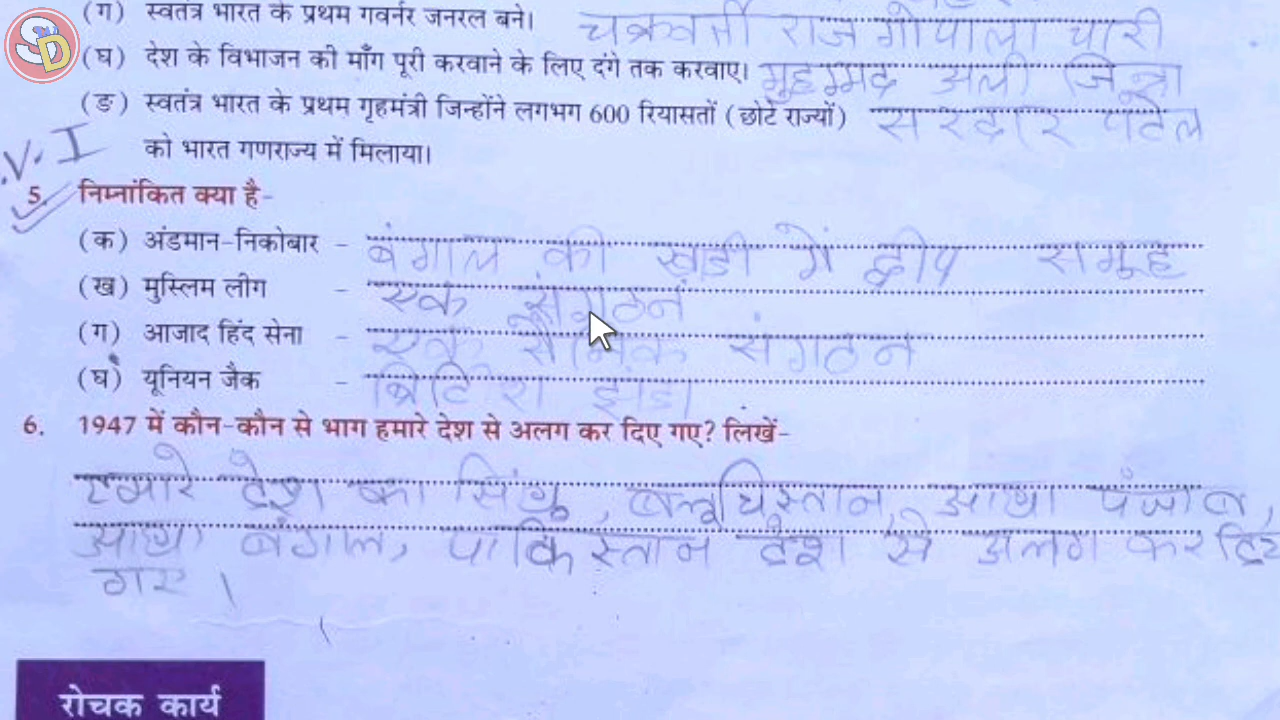 SD
(ग) स्वतंत्र भारत के प्रथम गवर्नर जनरल बने। चक्रवर्ती राज गोपाला चारी
(घ) देश के विभाजन की माँग पूरी करवाने के लिए दंगे तक करवाए। मुहम्मद अली जिन्ना
(ङ) स्वतंत्र भारत के प्रथम गृहमंत्री जिन्होंने लगभग 600 रियासतों (छोटे राज्यों) सरदार पटेल
को भारत गणराज्य में मिलाया।
V.I
5. निम्नांकित क्या है-
(क) अंडमान-निकोबार - बंगाल की खाड़ी में द्वीप समूह
(ख) मुस्लिम लीग - एक संगठन
(ग) आजाद हिंद सेना - एक सैनिक संगठन
(घ) यूनियन जैक - ब्रिटिश झंडा
6. 1947 में कौन-कौन से भाग हमारे देश से अलग कर दिए गए? लिखें-
हमारे देश का सिंधु, बलूचिस्तान, आधा पंजाब,
आधा बंगाल, पाकिस्तान देश से अलग कर दिए
गए।
रोचक कार्य